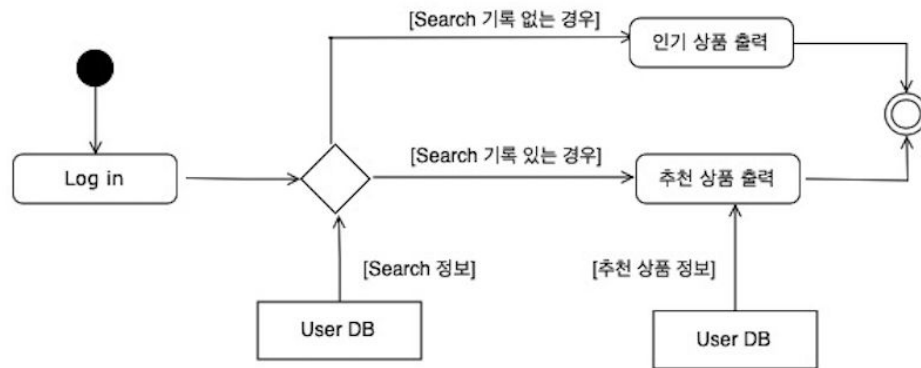 [Search 기록 없는 경우]
인기 상품 출력
[Search 기록 있는 경우]
Log in
추천 상품 출력
[Search 정보]
[추천 상품 정보]
User DB
User DB